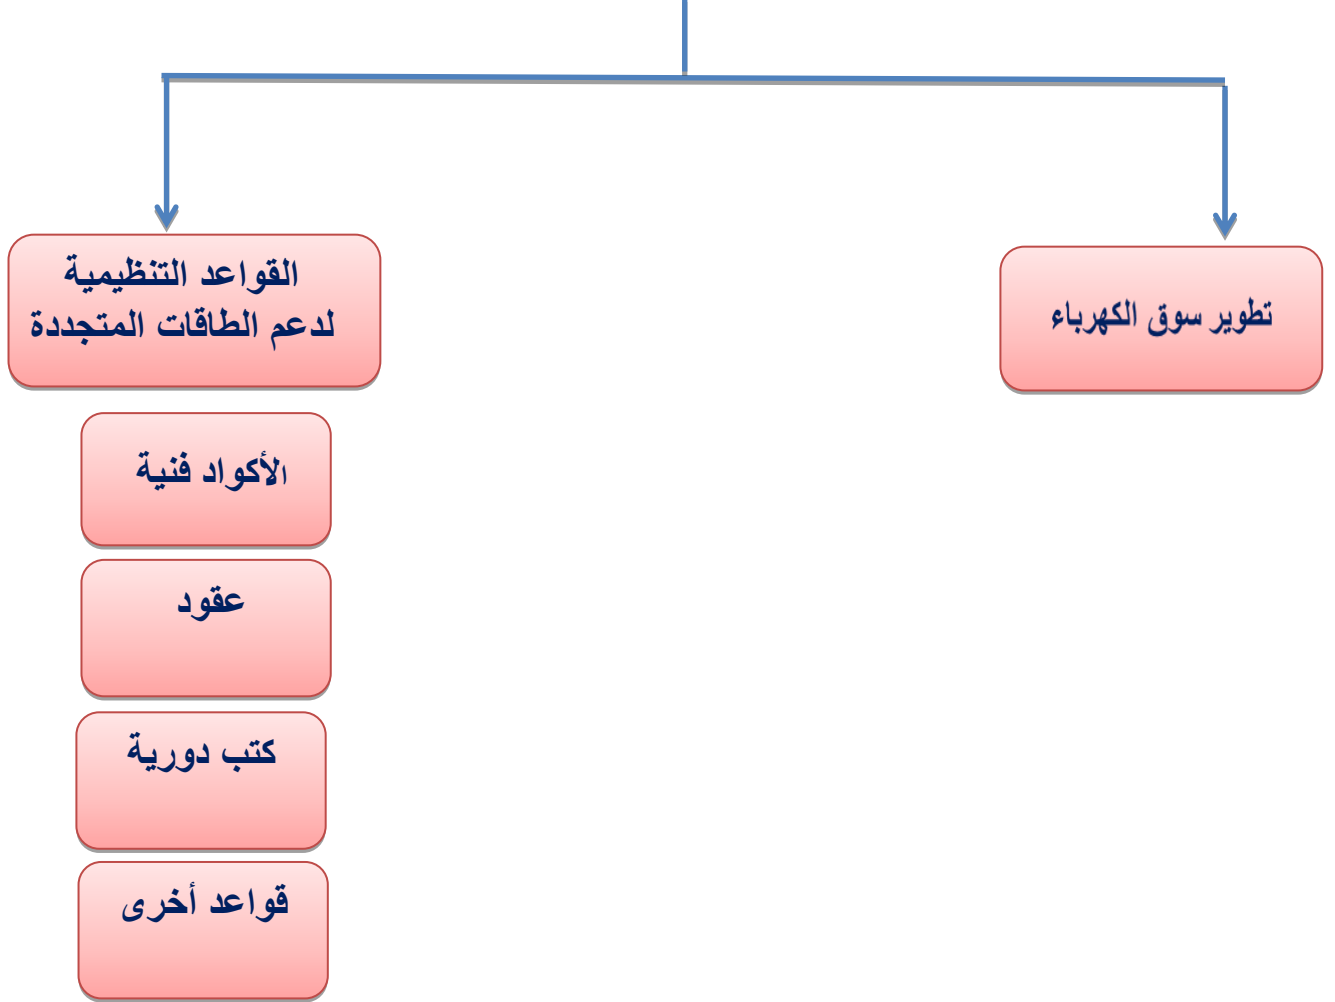 تطوير سوق الكهرباء
القواعد التنظيمية
لدعم الطاقات المتجددة
الأكواد فنية
عقود
كتب دورية
قواعد أخرى